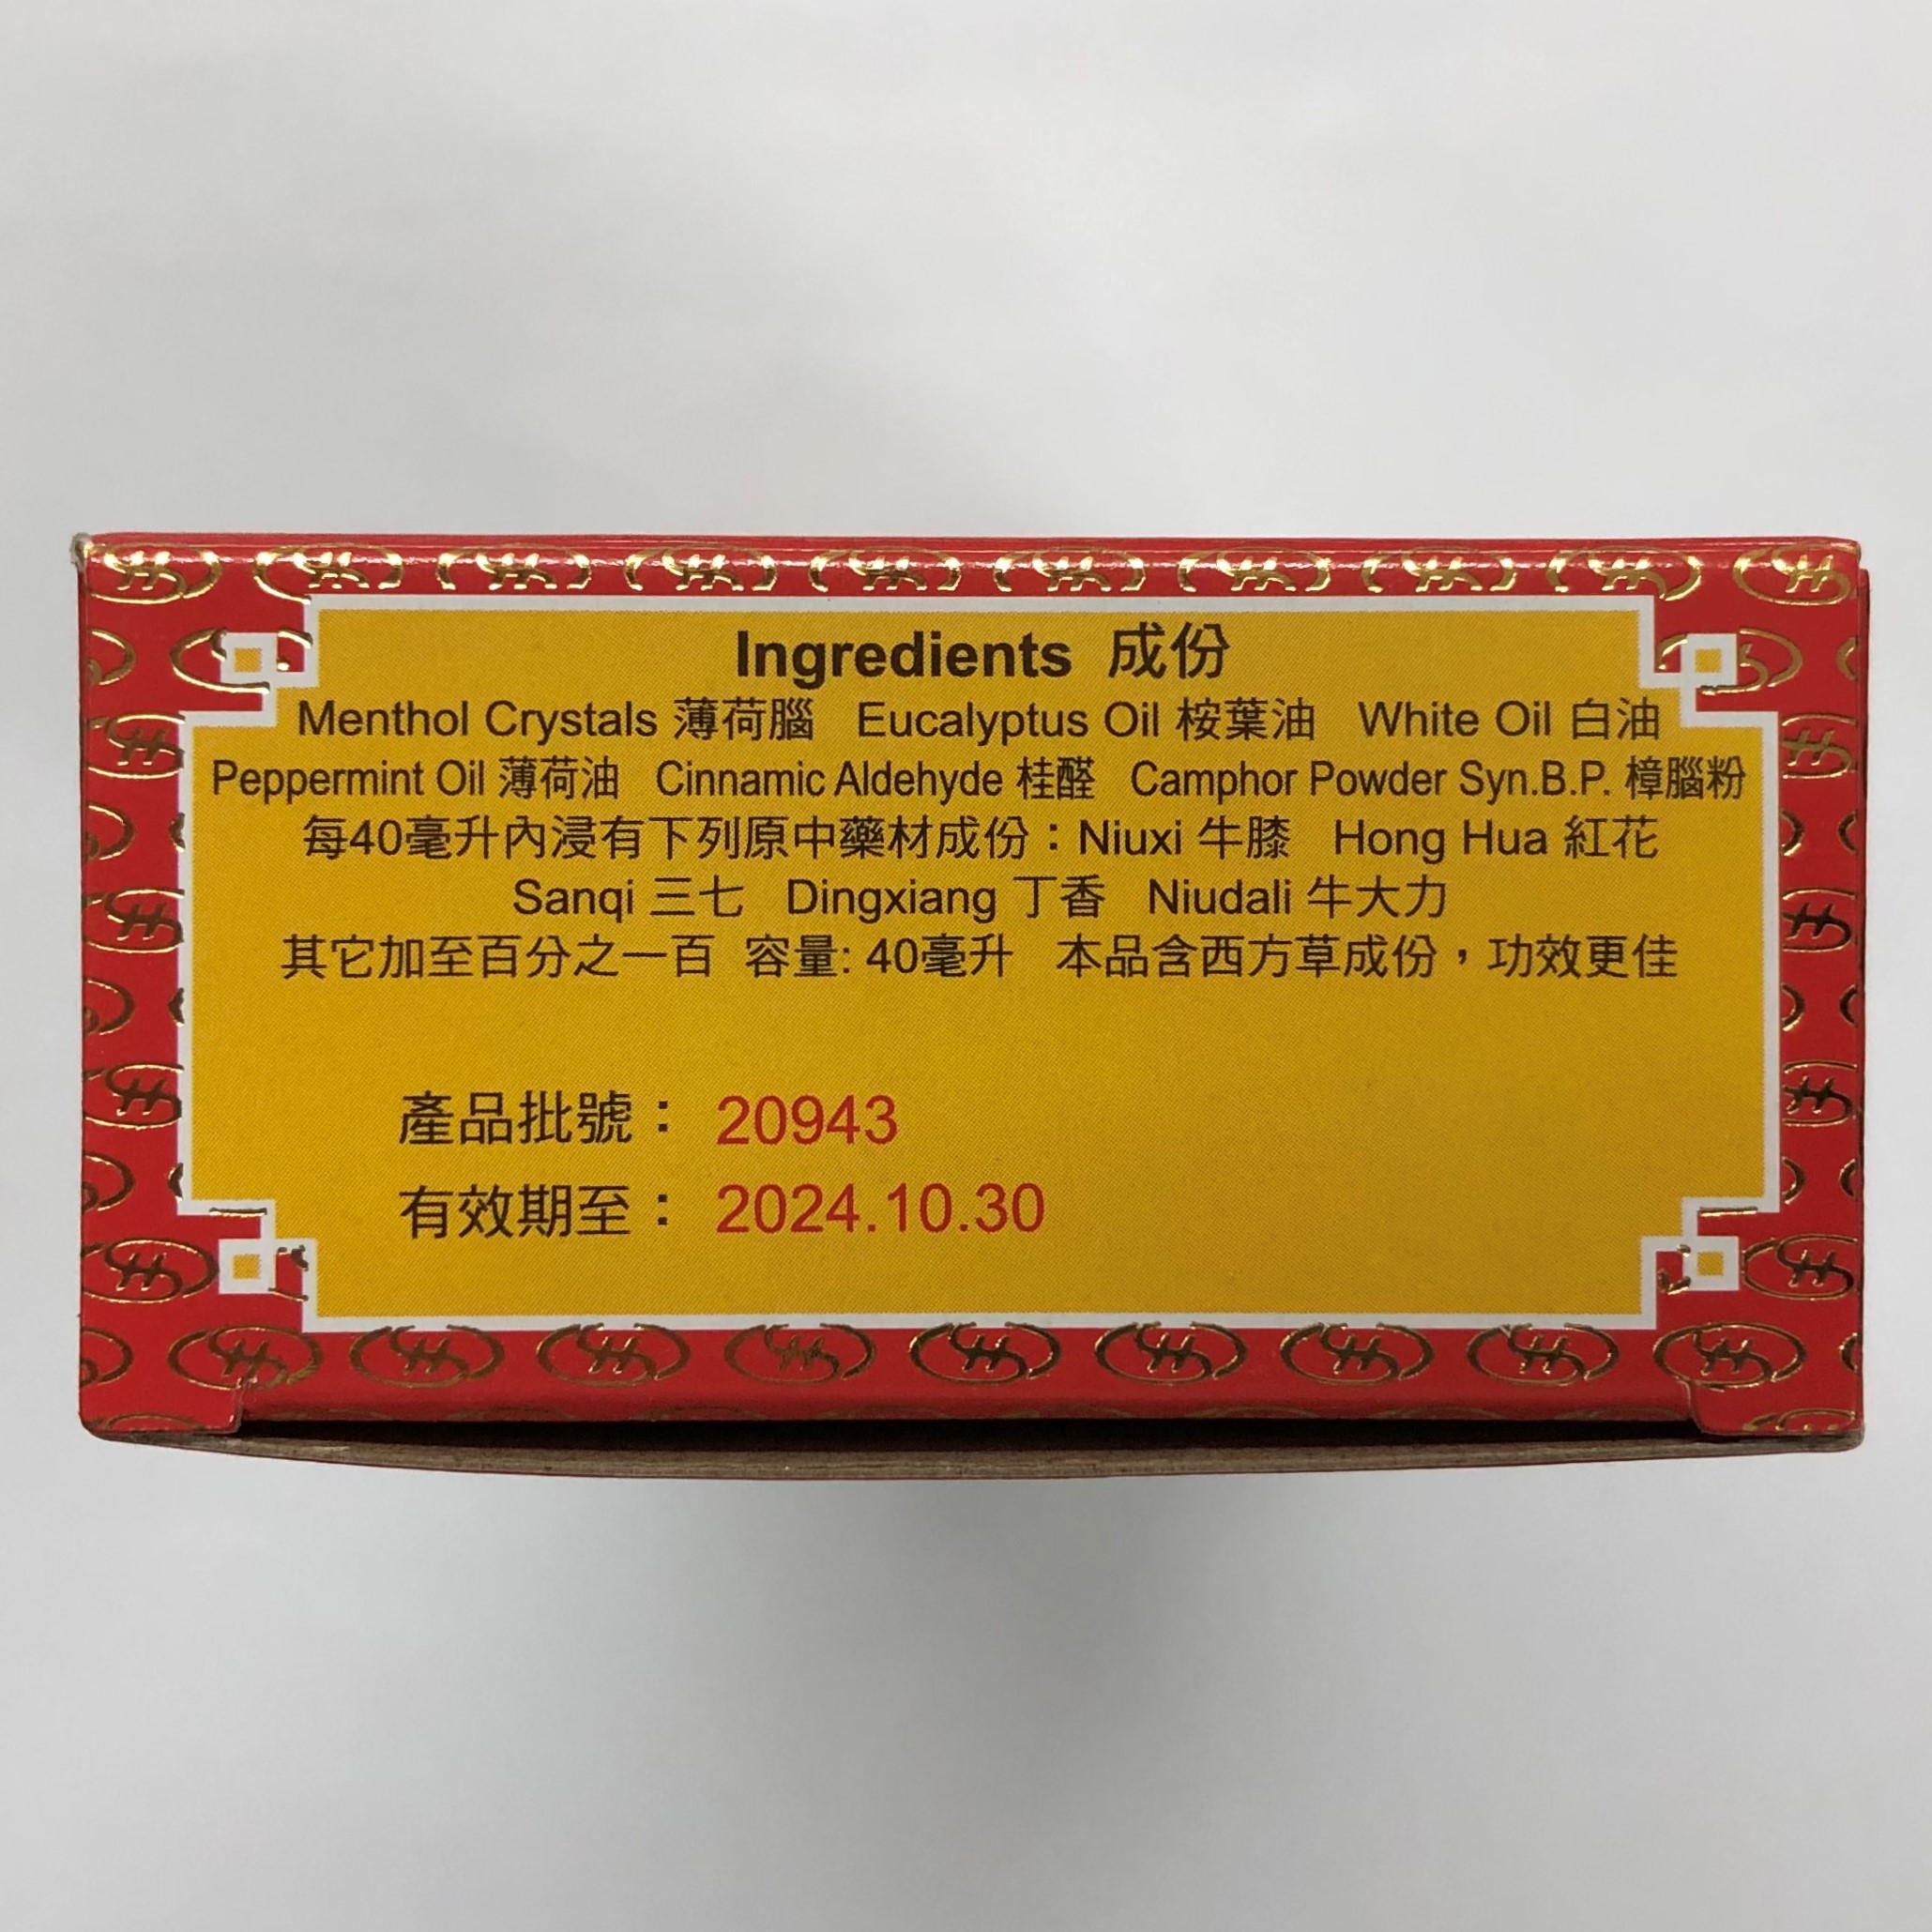 Ingredients 成份
Menthol Crystals 薄荷腦 Eucalyptus Oil 桉葉油 White Oil 白油
Peppermint Oil 薄荷油 Cinnamic Aldehyde 桂醛 Camphor Powder Syn.B.P. 樟腦粉
每40毫升內浸有下列原中藥材成份：Niuxi 牛膝 Hong Hua 紅花
Sanqi 三七 Dingxiang 丁香 Niudali 牛大力
其它加至百分之一百 容量: 40毫升 本品含西方草成份，功效更佳
產品批號： 20943
有效期至： 2024.10.30